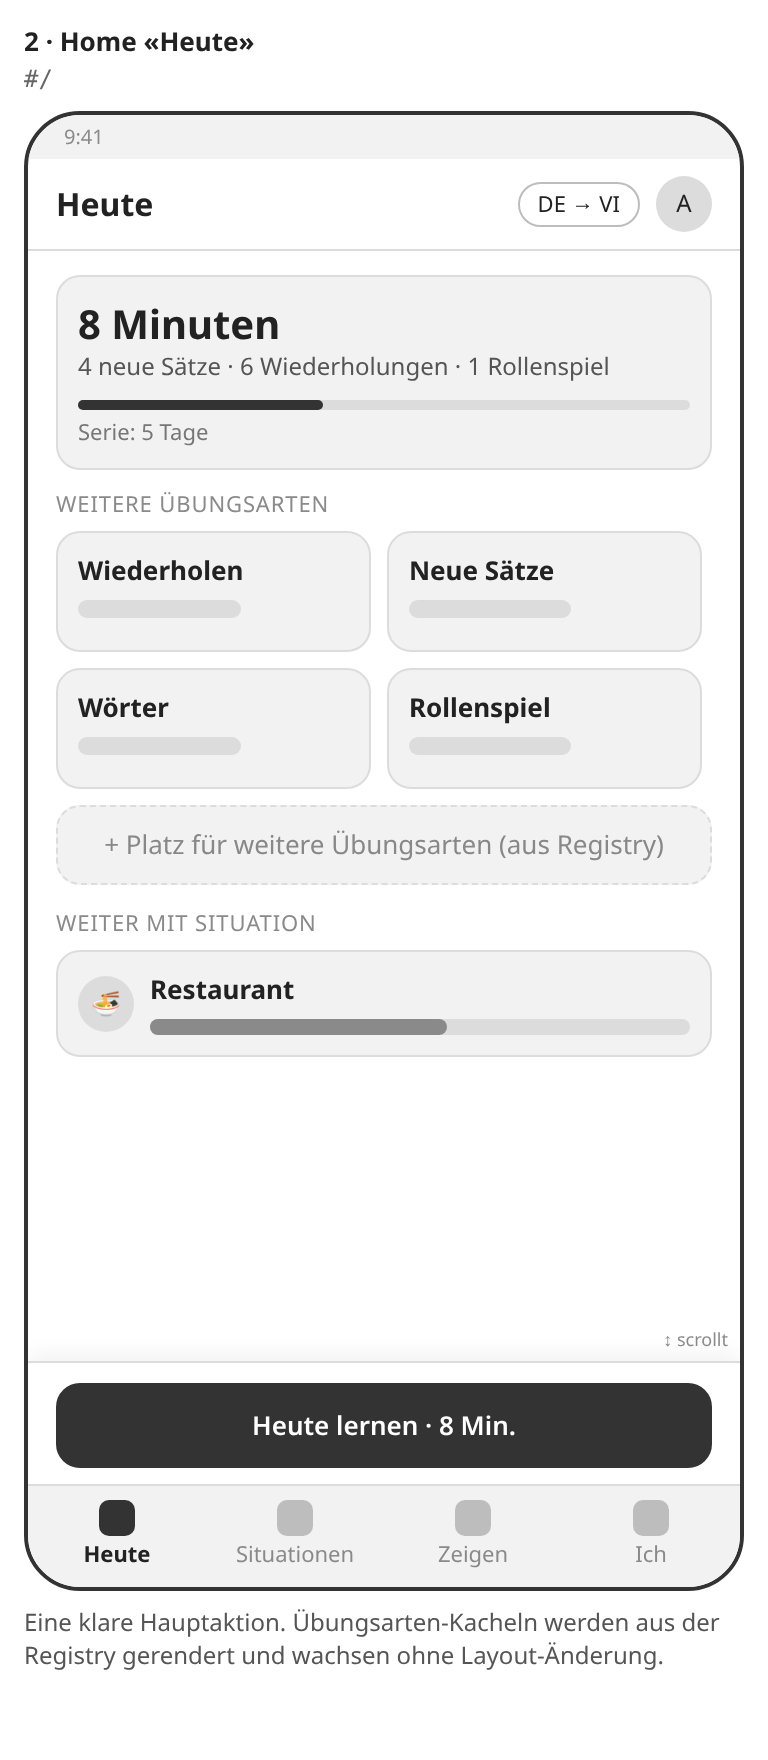 2 · Home «Heute»
#/
9:41
Heute
DE → VI
A
8 Minuten
4 neue Sätze · 6 Wiederholungen · 1 Rollenspiel
Serie: 5 Tage
WEITERE ÜBUNGSARTEN
Wiederholen
Neue Sätze
Wörter
Rollenspiel
+ Platz für weitere Übungsarten (aus Registry)
WEITER MIT SITUATION
Restaurant
↕ scrollt
Heute lernen · 8 Min.
Heute
Situationen
Zeigen
Ich
Eine klare Hauptaktion. Übungsarten-Kacheln werden aus der
Registry gerendert und wachsen ohne Layout-Änderung.